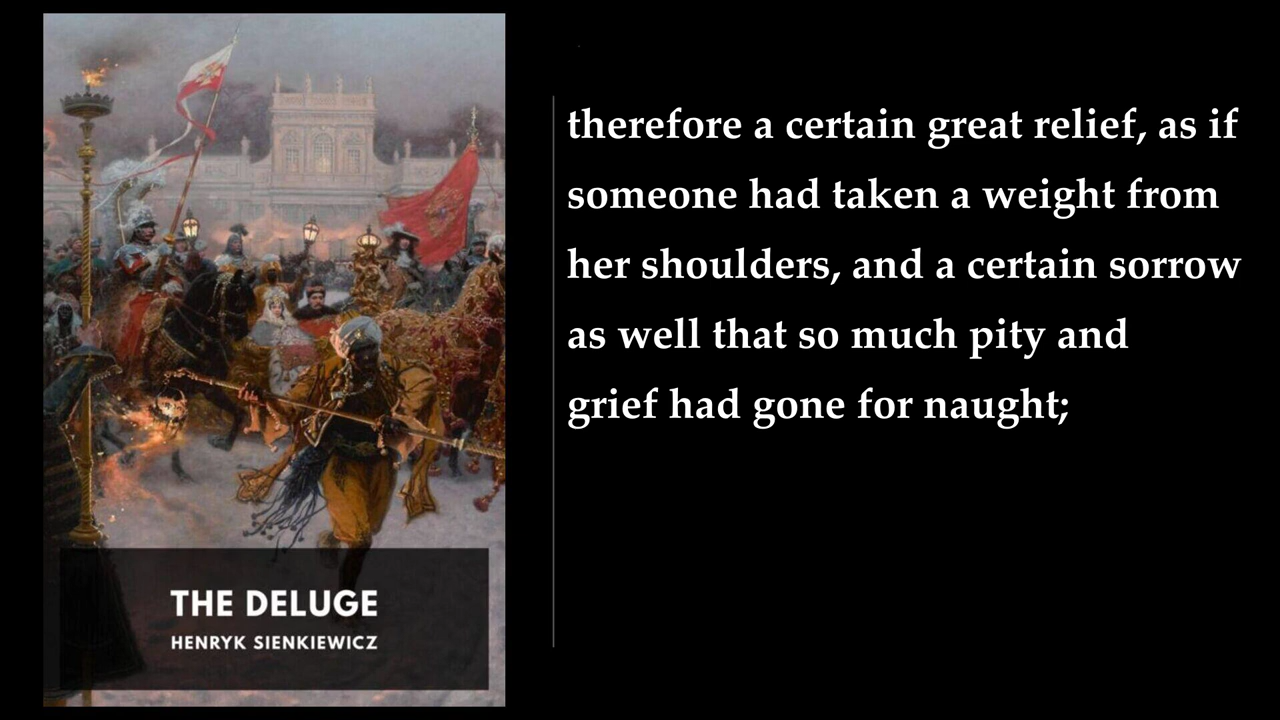 therefore a certain great relief, as if
someone had taken a weight from
her shoulders, and a certain sorrow
as well that so much pity and
grief had gone for naught;
THE DELUGE
HENRYK SIENKIEWICZ